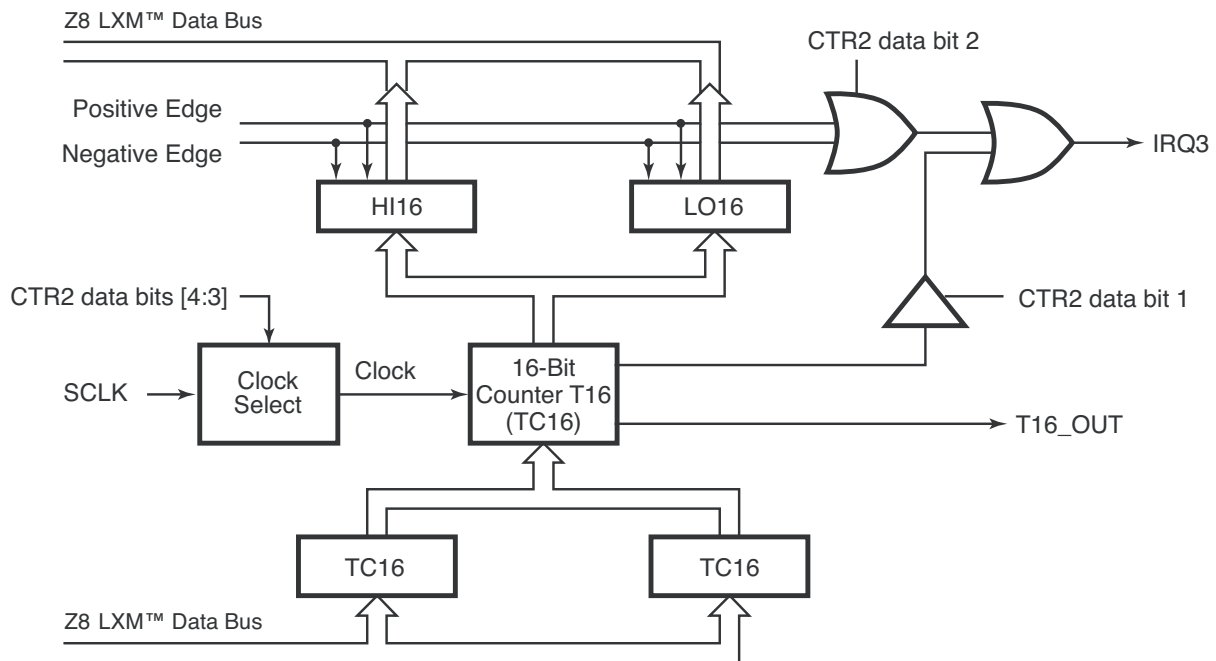 Z8 LXM™ Data Bus
CTR2 data bit 2
Positive Edge
Negative Edge
IRQ3
HI16
LO16
CTR2 data bits [4:3]
CTR2 data bit 1
SCLK
Clock
Select
Clock
16-Bit
Counter T16
(TC16)
T16_OUT
TC16
TC16
Z8 LXM™ Data Bus